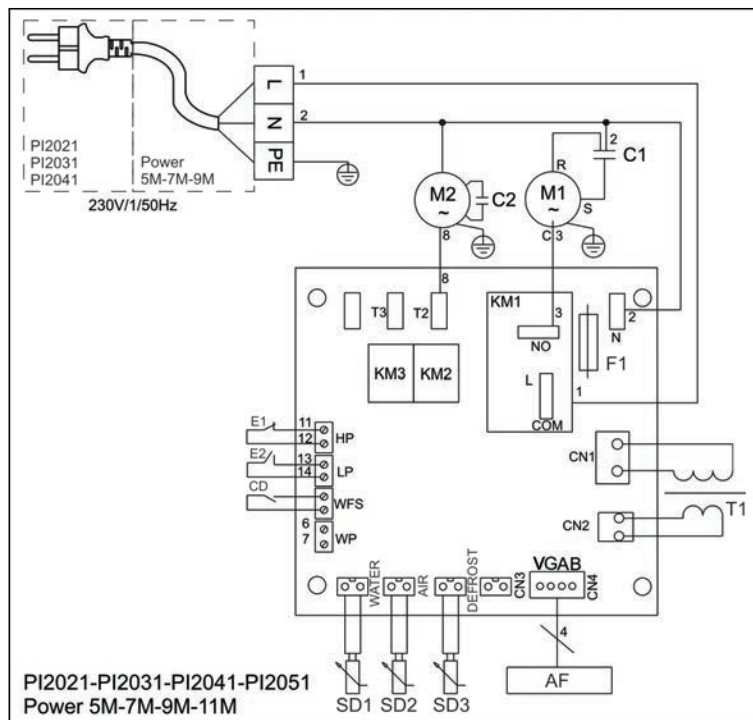 L
1
N
2
PE
PI2021
PI2031
PI2041
Power
5M-7M-9M
230V/1/50Hz
M2
~
C2
8
R
2
C1
M1
~
S
C 3
8
T3
T2
KM1
3
NO
N
2
F1
KM3
KM2
L
COM
1
E1
11
12
HP
E2
13
14
LP
CD
WFS
6
7
WP
CN1
CN2
T1
WATER
AIR
DEFROST
CN3
VGAB
CN4
4
SD1
SD2
SD3
AF
PI2021-PI2031-PI2041-PI2051
Power 5M-7M-9M-11M